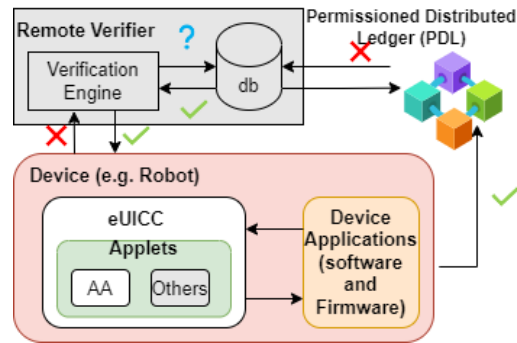 Remote Verifier
Permissioned Distributed
Ledger (PDL)
Verification
Engine
?
db
Device (e.g. Robot)
eUICC
Applets
AA
Others
Device
Applications
(software
and
Firmware)